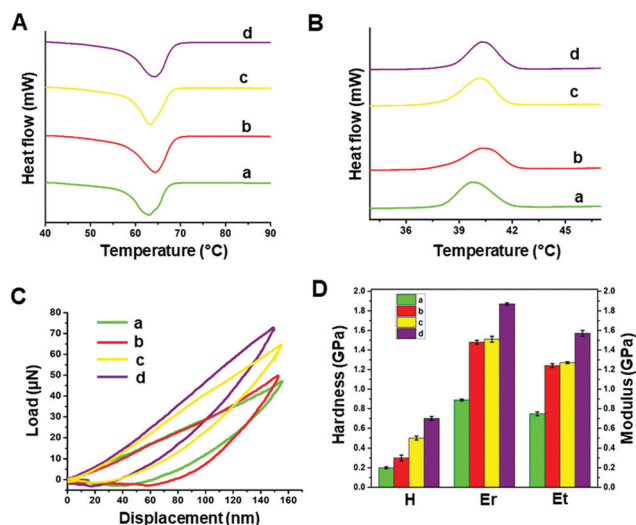 A
d
c
b
a
Heat flow (mW)
40 50 60 70 80 90
Temperature (°C)
B
d
c
b
a
Heat flow (mW)
36 39 42 45
Temperature (°C)
C
a
b
c
d
80
70
60
50
40
30
20
10
0
Load (µN)
0 20 40 60 80 100 120 140 160 180
Displacement (nm)
D
a
b
c
d
2.0 2.0
1.8 1.8
1.6 1.6
1.4 1.4
1.2 1.2
1.0 1.0
0.8 0.8
0.6 0.6
0.4 0.4
0.2 0.2
Hardness (GPa)
Modulus (GPa)
H Er Et